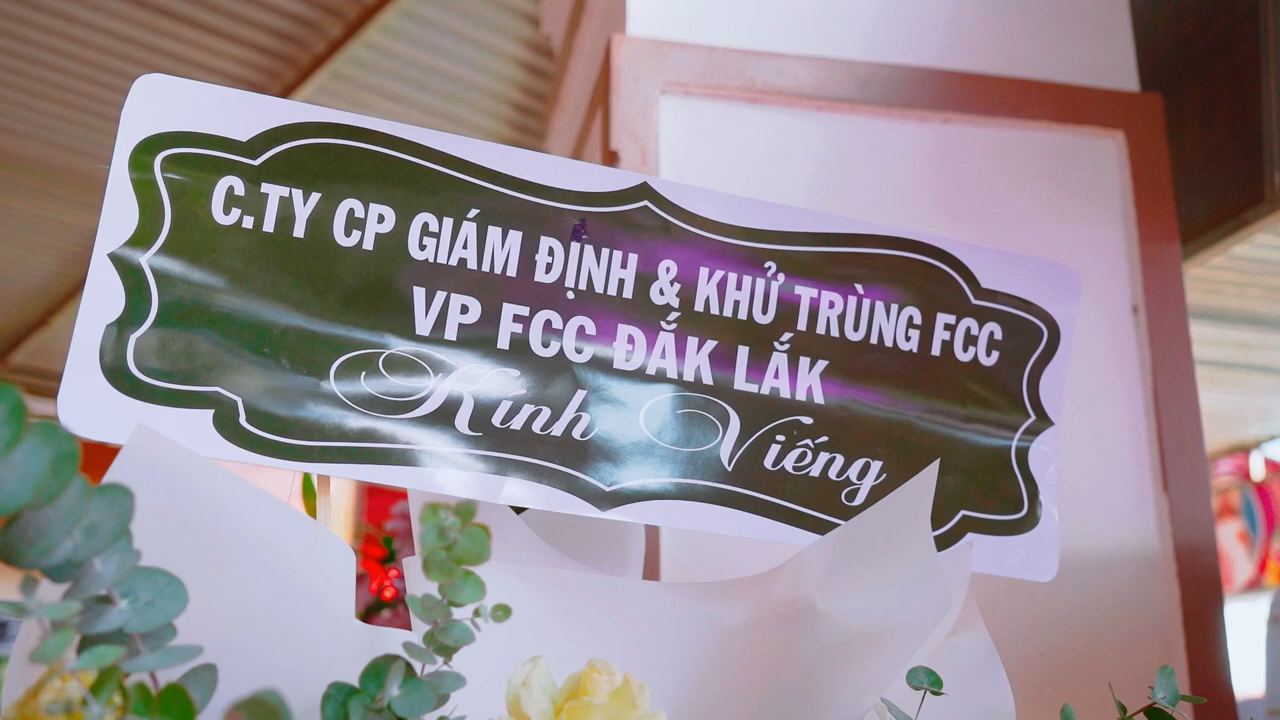 C.TY CP GIÁM ĐỊNH & KHỬ TRÙNG FCC
VP FCC ĐẮK LẮK
Kính Viếng